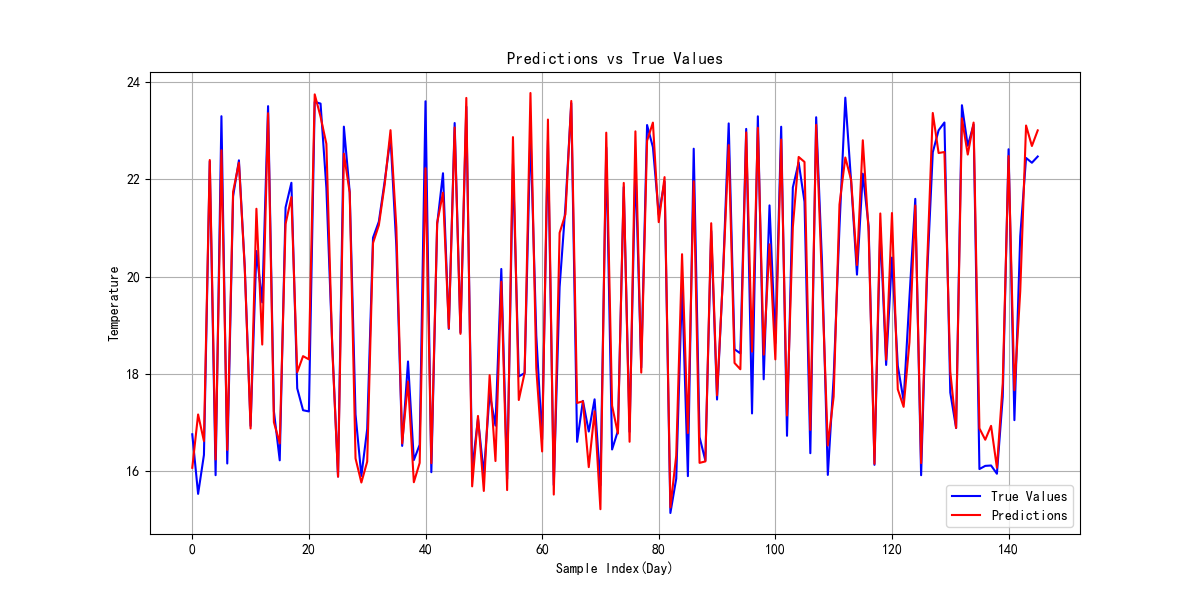 Predictions vs True Values
24
22
20
18
16
Temperature
0 20 40 60 80 100 120 140
Sample Index(Day)
True Values
Predictions